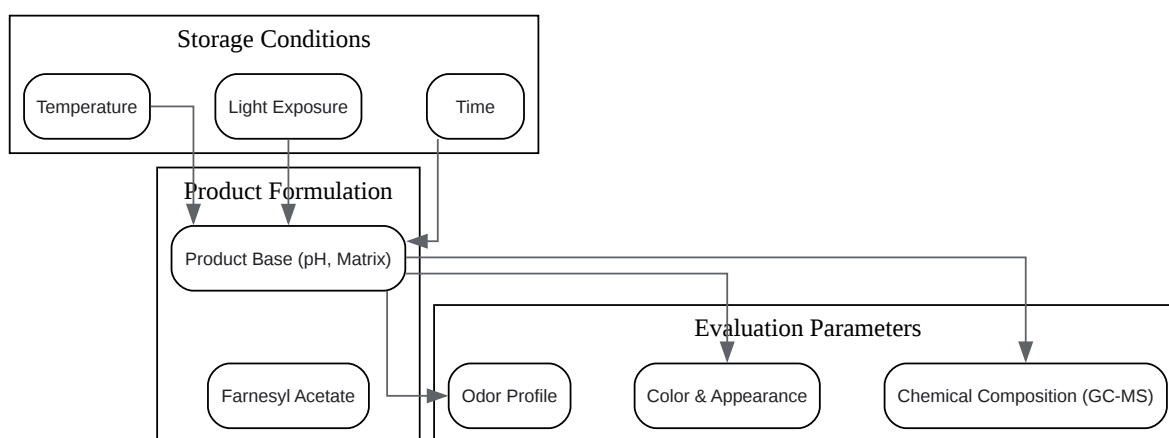 Storage Conditions
Temperature
Light Exposure
Time
Product Formulation
Product Base (pH, Matrix)
Evaluation Parameters
Farnesyl Acetate
Odor Profile
Color & Appearance
Chemical Composition (GC-MS)